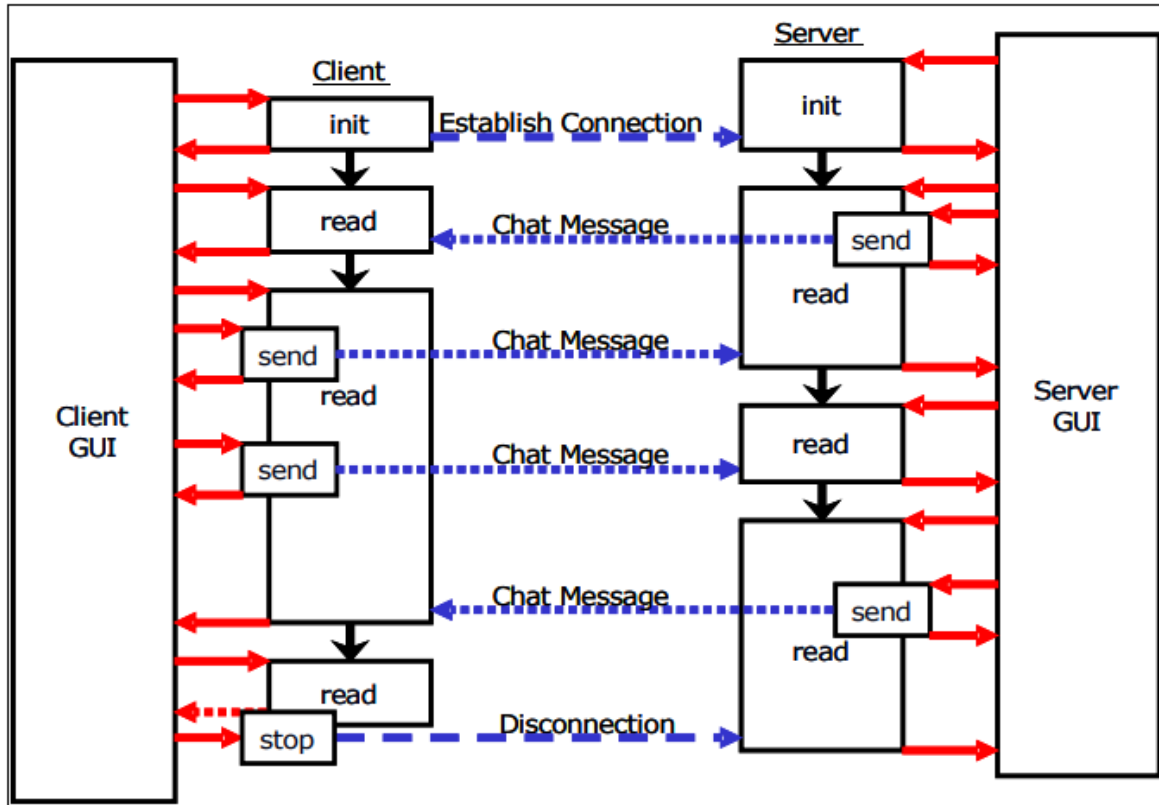 Server
Client
init
init
Establish Connection
read
Chat Message
send
read
send
Chat Message
read
Client
GUI
Server
GUI
send
Chat Message
read
Chat Message
send
read
read
stop
Disconnection